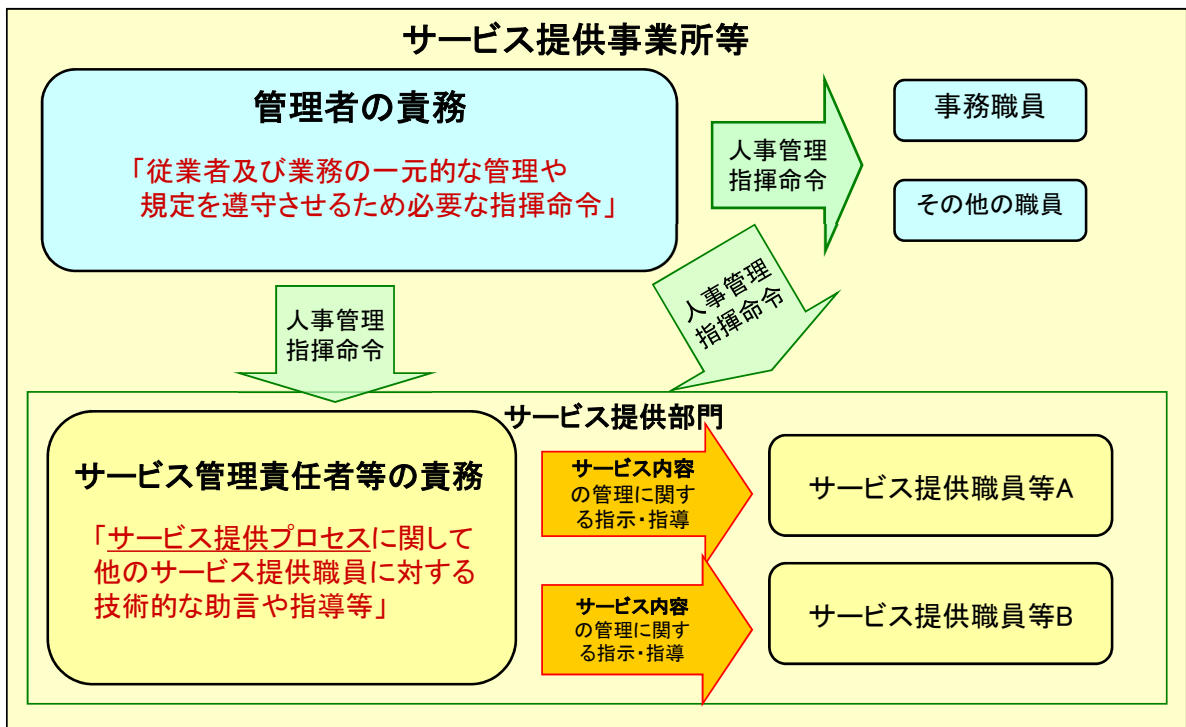 サービス提供事業所等
管理者の責務
「従業者及び業務の一元的な管理や
規定を遵守させるため必要な指揮命令」
人事管理
指揮命令
事務職員
その他の職員
人事管理
指揮命令
人事管理
指揮命令
サービス提供部門
サービス管理責任者等の責務
「サービス提供プロセスに関して
他のサービス提供職員に対する
技術的な助言や指導等」
サービス内容
の管理に関す
る指示・指導
サービス提供職員等A
サービス内容
の管理に関す
る指示・指導
サービス提供職員等B